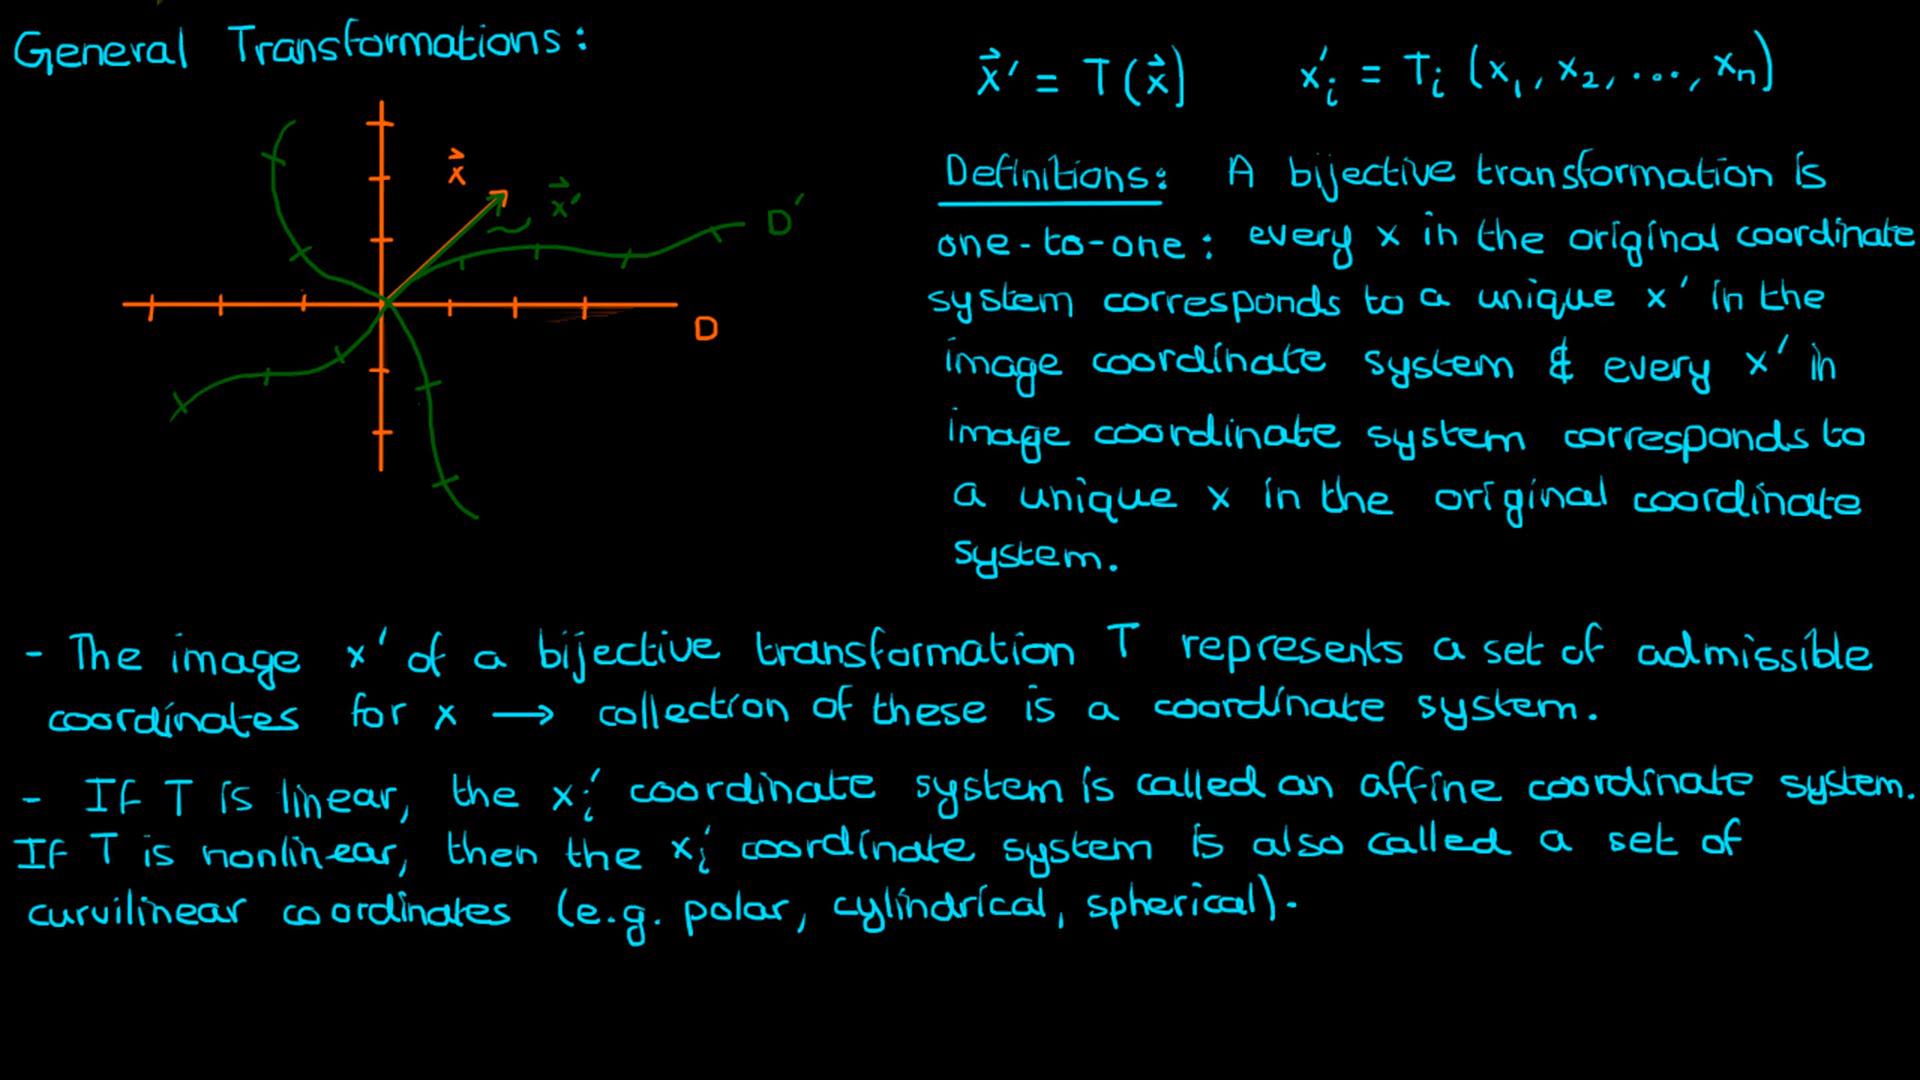 General Transformations:
x⃗' = T(x⃗)    x'ᵢ = Tᵢ (x₁, x₂, ..., xₙ)
x⃗
x⃗'
D'
D
Definitions: A bijective transformation is
one-to-one: every x in the original coordinate
system corresponds to a unique x' in the
image coordinate system & every x' in
image coordinate system corresponds to
a unique x in the original coordinate
system.
- The image x' of a bijective transformation T represents a set of admissible
coordinates for x → collection of these is a coordinate system.
- If T is linear, the xᵢ' coordinate system is called an affine coordinate system.
If T is nonlinear, then the xᵢ' coordinate system is also called a set of
curvilinear coordinates (e.g. polar, cylindrical, spherical).